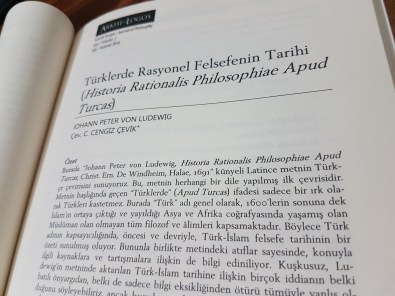 ARKHE-LOGOS
Türklerde Rasyonel Felsefenin Tarihi
(Historia Rationalis Philosophiae Apud
Turcas)
JOHANN PETER VON LUDEWIG
Çev. C. CENGİZ ÇEVİK*
Özet
Burada "Johann Peter von Ludewig, Historia Rationalis Philosophiae Apud
Turcas, Christ. Ern. De Windheim, Halae, 1691" künyeli Latince metnin Türk-
çe çevirisini sunuyoruz. Bu, metnin herhangi bir dile yapılmış ilk çevirisidir.
Metnin başlığında geçen "Türklerde" (Apud Turcas) ifadesi sadece bir ırk ola-
rak Türkleri kastetmez. Burada "Türk" adı genel olarak, 1600'lerin sonuna dek
İslam'ın ortaya çıktığı ve yayıldığı Asya ve Afrika coğrafyasında yaşamış olan
Müslüman olan olmayan tüm filozof ve âlimleri kapsamaktadır. Böylece Türk
adının kapsayıcılığında, öncesi ve devriyle, Türk-İslam felsefe tarihinin bir
özeti sunulmuş oluyor. Bununla birlikte metindeki atıflar sayesinde, konuyla
ilgili kaynaklara ve tartışmalara ilişkin de bilgi ediniliyor. Kuşkusuz, Lu-
dewig'in metninde aktarılan Türk-İslam tarihine ilişkin birçok iddianın belki
batılı dışarıdan, belki de sadece bilgi eksikliğinden ötürü tümüyle yanlış ol-
duğunu söyleyebiliriz, ancak